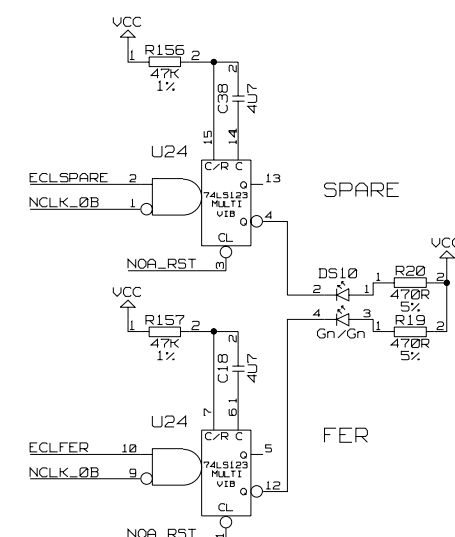 VCC
1 R156 2
47K
1%
2
C38
4U7
15
14
U24
C/R C
ECLSPARE 2
NCLK_0B 1
Q 13
74LS123
MULTI
VIB
Q 4
CL
3
NOA_RST
SPARE
VCC
DS10
2 1
1 R20 2
470R
5%
4 3
Gn/Gn
1 R19 2
470R
5%
VCC
1 R157 2
47K
1%
2
C18
4U7
7
6 1
U24
C/R C
ECLFER 10
NCLK_0B 9
Q 5
74LS123
MULTI
VIB
Q 12
CL
NOA_RST
FER